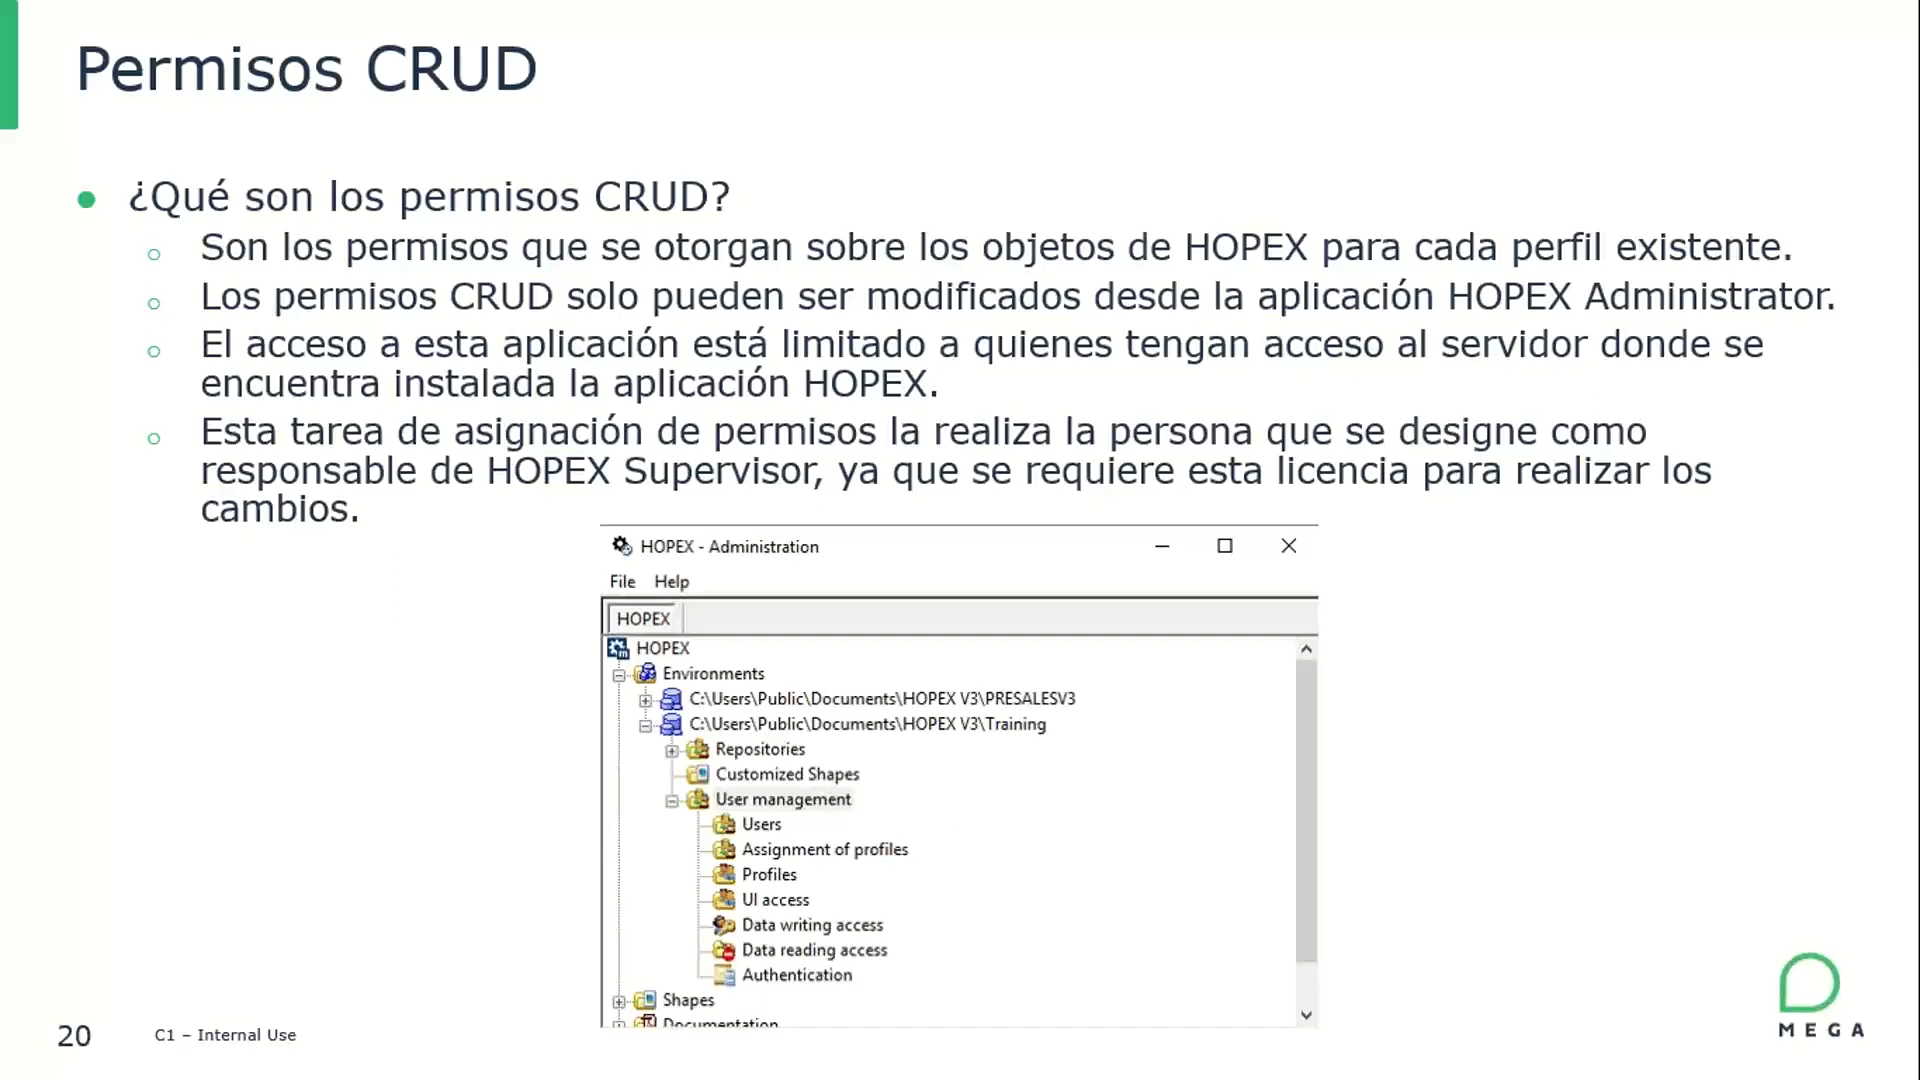 Permisos CRUD
¿Qué son los permisos CRUD?
Son los permisos que se otorgan sobre los objetos de HOPEX para cada perfil existente.
Los permisos CRUD solo pueden ser modificados desde la aplicación HOPEX Administrator.
El acceso a esta aplicación está limitado a quienes tengan acceso al servidor donde se
encuentra instalada la aplicación HOPEX.
Esta tarea de asignación de permisos la realiza la persona que se designe como
responsable de HOPEX Supervisor, ya que se requiere esta licencia para realizar los
cambios.
HOPEX - Administration
File Help
HOPEX
HOPEX
Environments
C:\Users\Public\Documents\HOPEX V3\PRESALESV3
C:\Users\Public\Documents\HOPEX V3\Training
Repositories
Customized Shapes
User management
Users
Assignment of profiles
Profiles
UI access
Data writing access
Data reading access
Authentication
Shapes
Documentation
20
C1 – Internal Use
MEGA